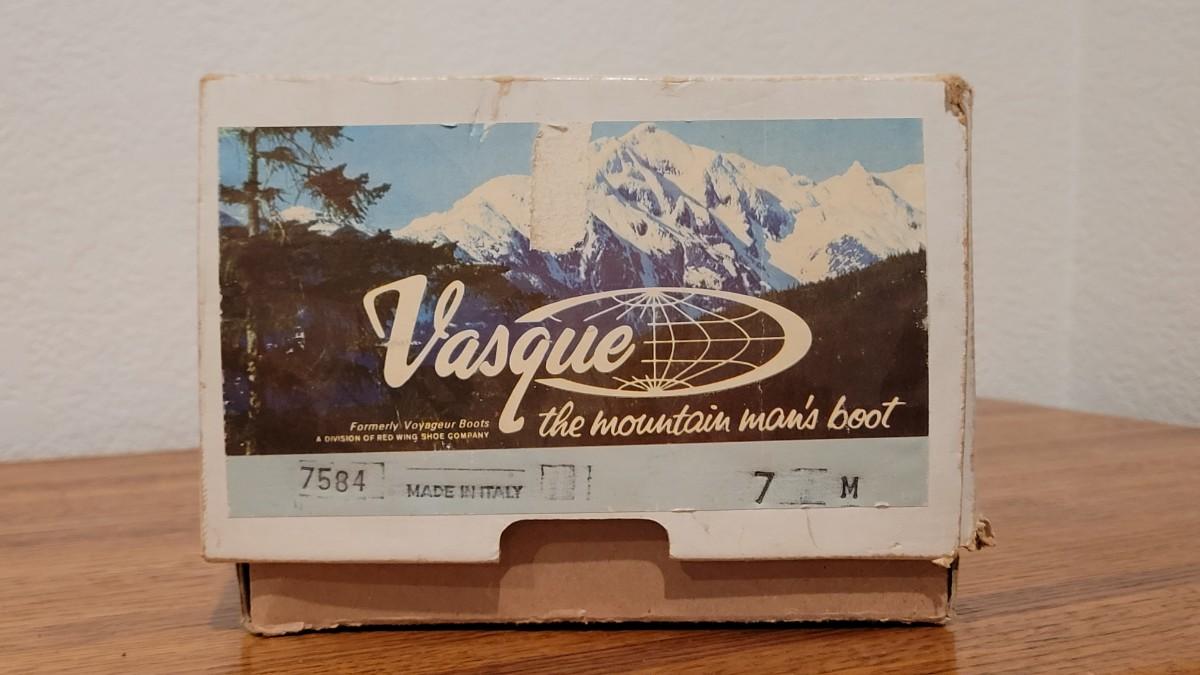 Vasque
the mountain man's boot
Formerly Voyageur Boots
A DIVISION OF RED WING SHOE COMPANY
7584 MADE IN ITALY 7 M